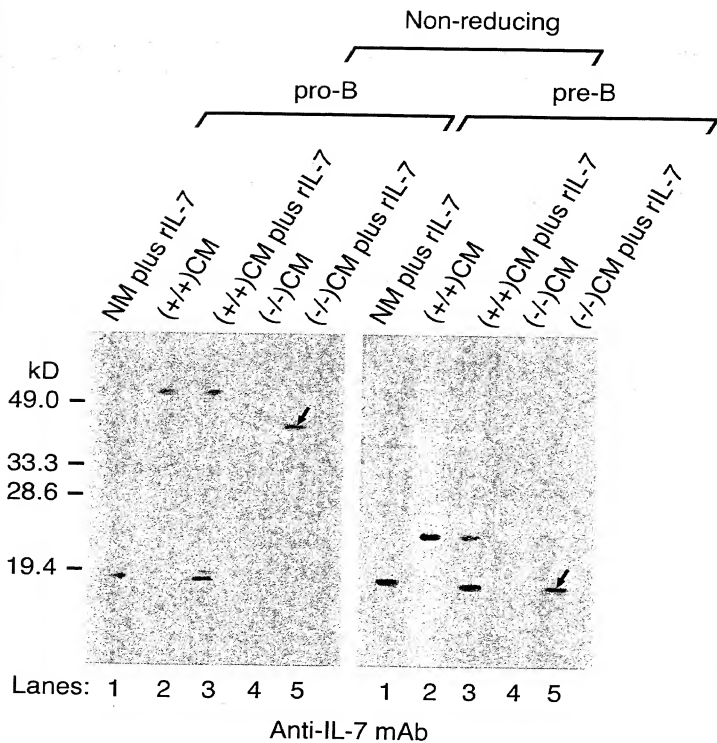 Non-reducing
pro-B
pre-B
NM plus rIL-7
(+/+)CM
(+/+)CM plus rIL-7
(-/-)CM
(-/-)CM plus rIL-7
NM plus rIL-7
(+/+)CM
(+/+)CM plus rIL-7
(-/-)CM
(-/-)CM plus rIL-7
kD
49.0
33.3
28.6
19.4
Lanes: 1 2 3 4 5 1 2 3 4 5
Anti-IL-7 mAb